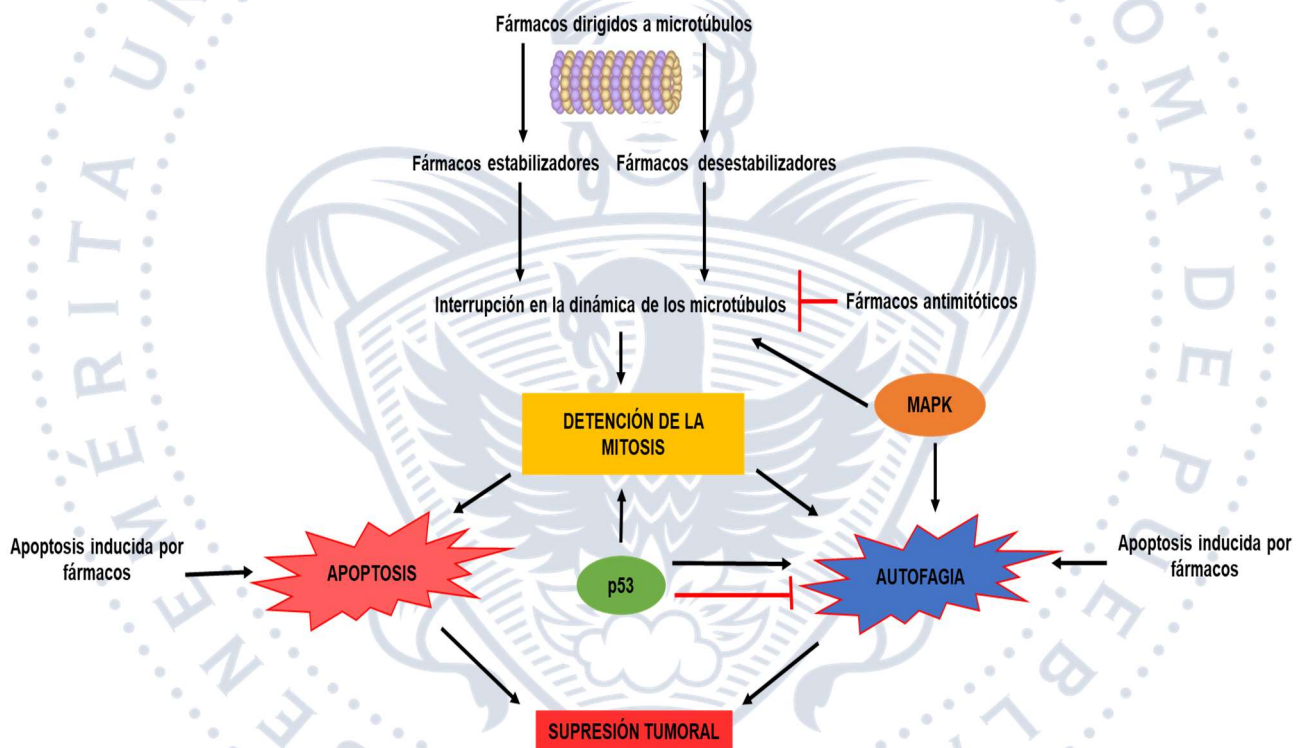 Fármacos dirigidos a microtúbulos
Fármacos estabilizadores
Fármacos desestabilizadores
Interrupción en la dinámica de los microtúbulos
Fármacos antimitóticos
MAPK
DETENCIÓN DE LA
MITOSIS
Apoptosis inducida por
fármacos
APOPTOSIS
p53
AUTOFAGIA
Apoptosis inducida por
fármacos
SUPRESIÓN TUMORAL